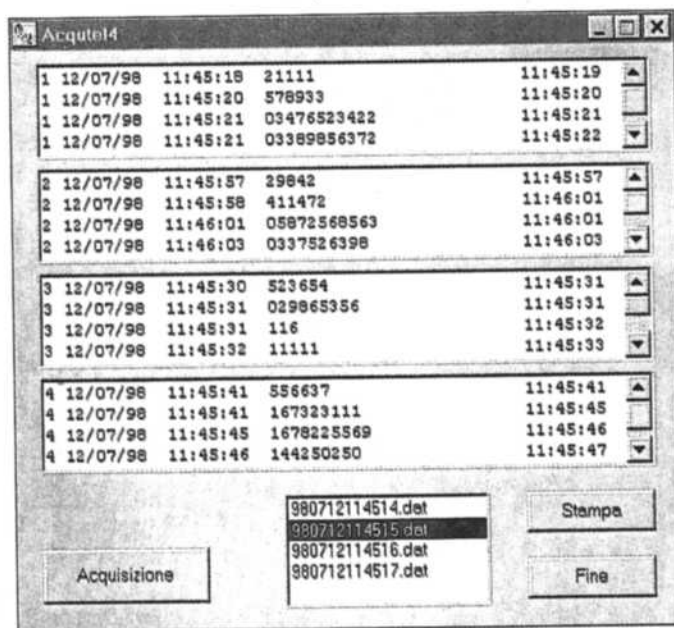 Acqutel4
1 12/07/98 11:45:18 21111 11:45:19
1 12/07/98 11:45:20 578933 11:45:20
1 12/07/98 11:45:21 03476523422 11:45:21
1 12/07/98 11:45:21 03389856372 11:45:22
2 12/07/98 11:45:57 29842 11:45:57
2 12/07/98 11:45:58 411472 11:46:01
2 12/07/98 11:46:01 05872568563 11:46:01
2 12/07/98 11:46:03 0337526398 11:46:03
3 12/07/98 11:45:30 523654 11:45:31
3 12/07/98 11:45:31 029865356 11:45:31
3 12/07/98 11:45:31 116 11:45:32
3 12/07/98 11:45:32 11111 11:45:33
4 12/07/98 11:45:41 556637 11:45:41
4 12/07/98 11:45:41 167323111 11:45:45
4 12/07/98 11:45:45 1678225569 11:45:46
4 12/07/98 11:45:46 144250250 11:45:47
980712114514.dat
980712114515.dat
980712114516.dat
980712114517.dat
Stampa
Acquisizione
Fine